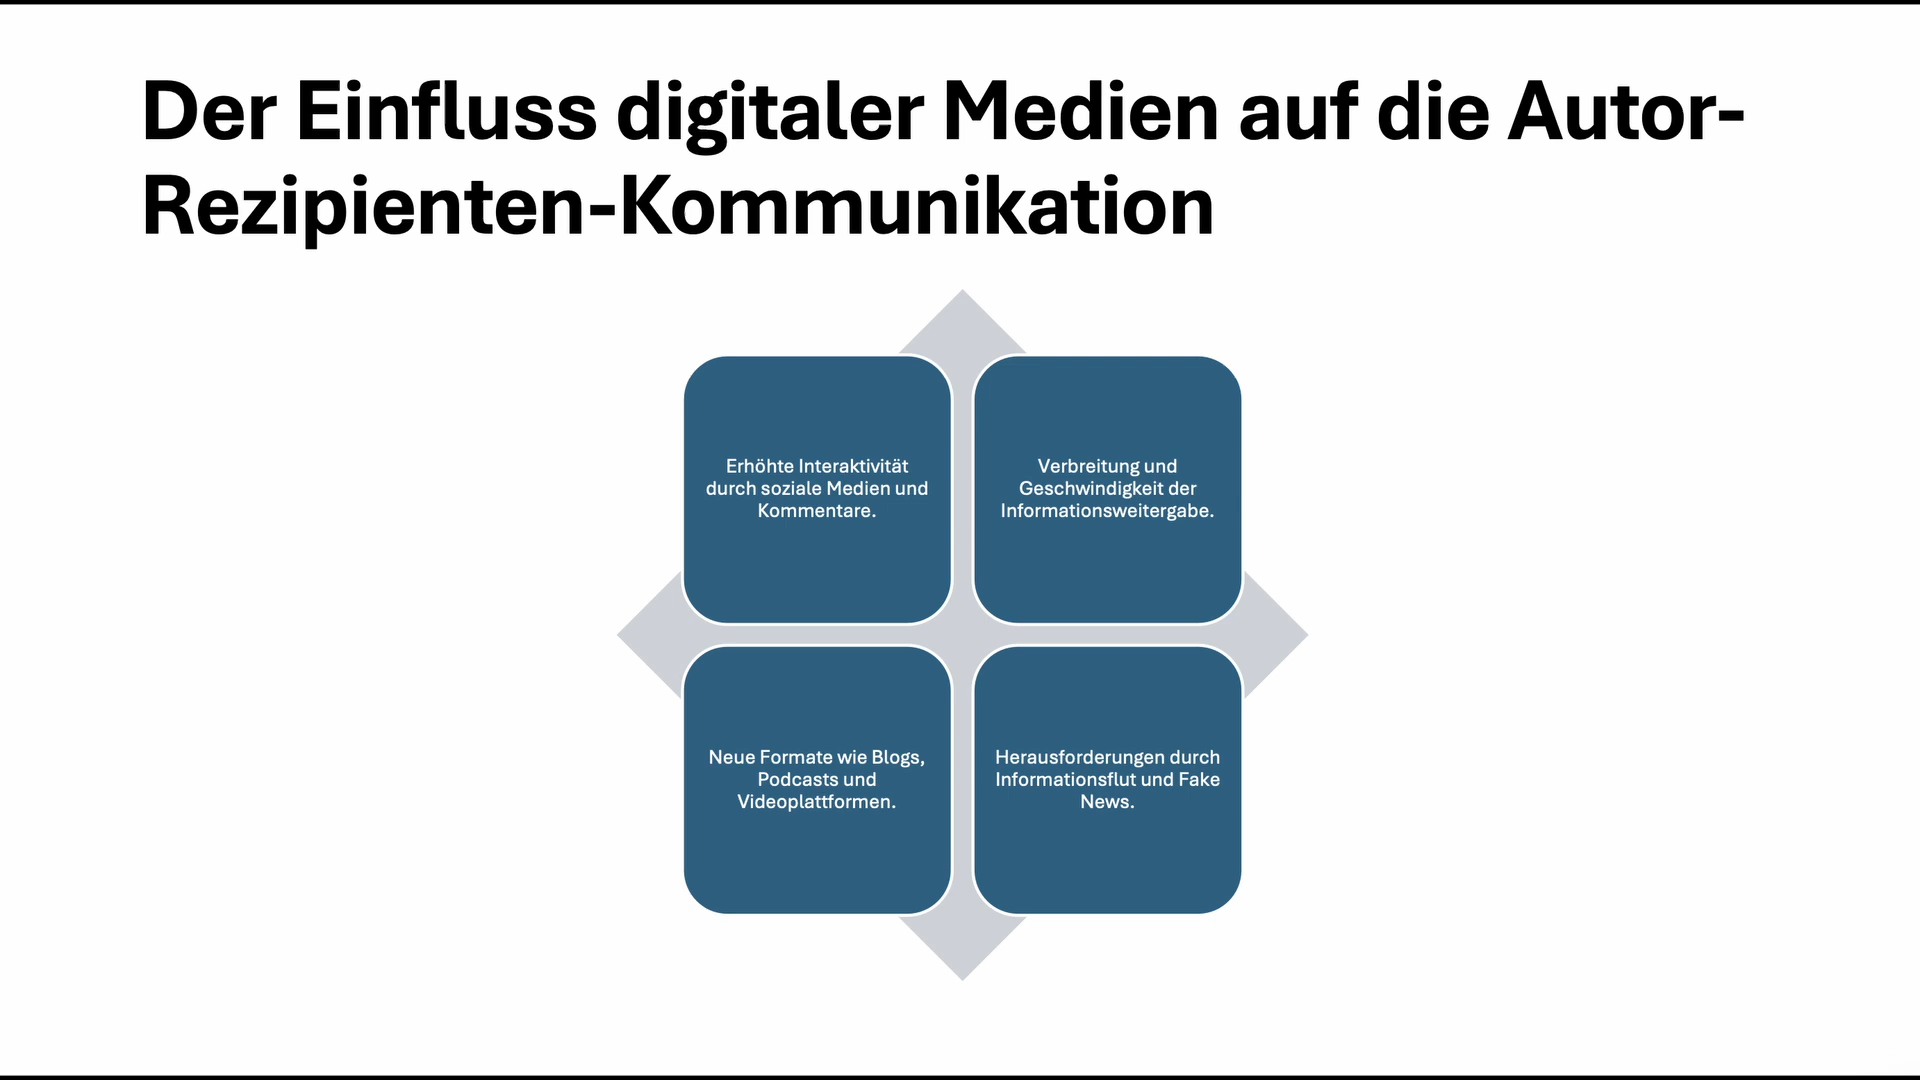 Der Einfluss digitaler Medien auf die Autor-
Rezipienten-Kommunikation
Erhöhte Interaktivität
durch soziale Medien und
Kommentare.
Verbreitung und
Geschwindigkeit der
Informationsweitergabe.
Neue Formate wie Blogs,
Podcasts und
Videoplattformen.
Herausforderungen durch
Informationsflut und Fake
News.